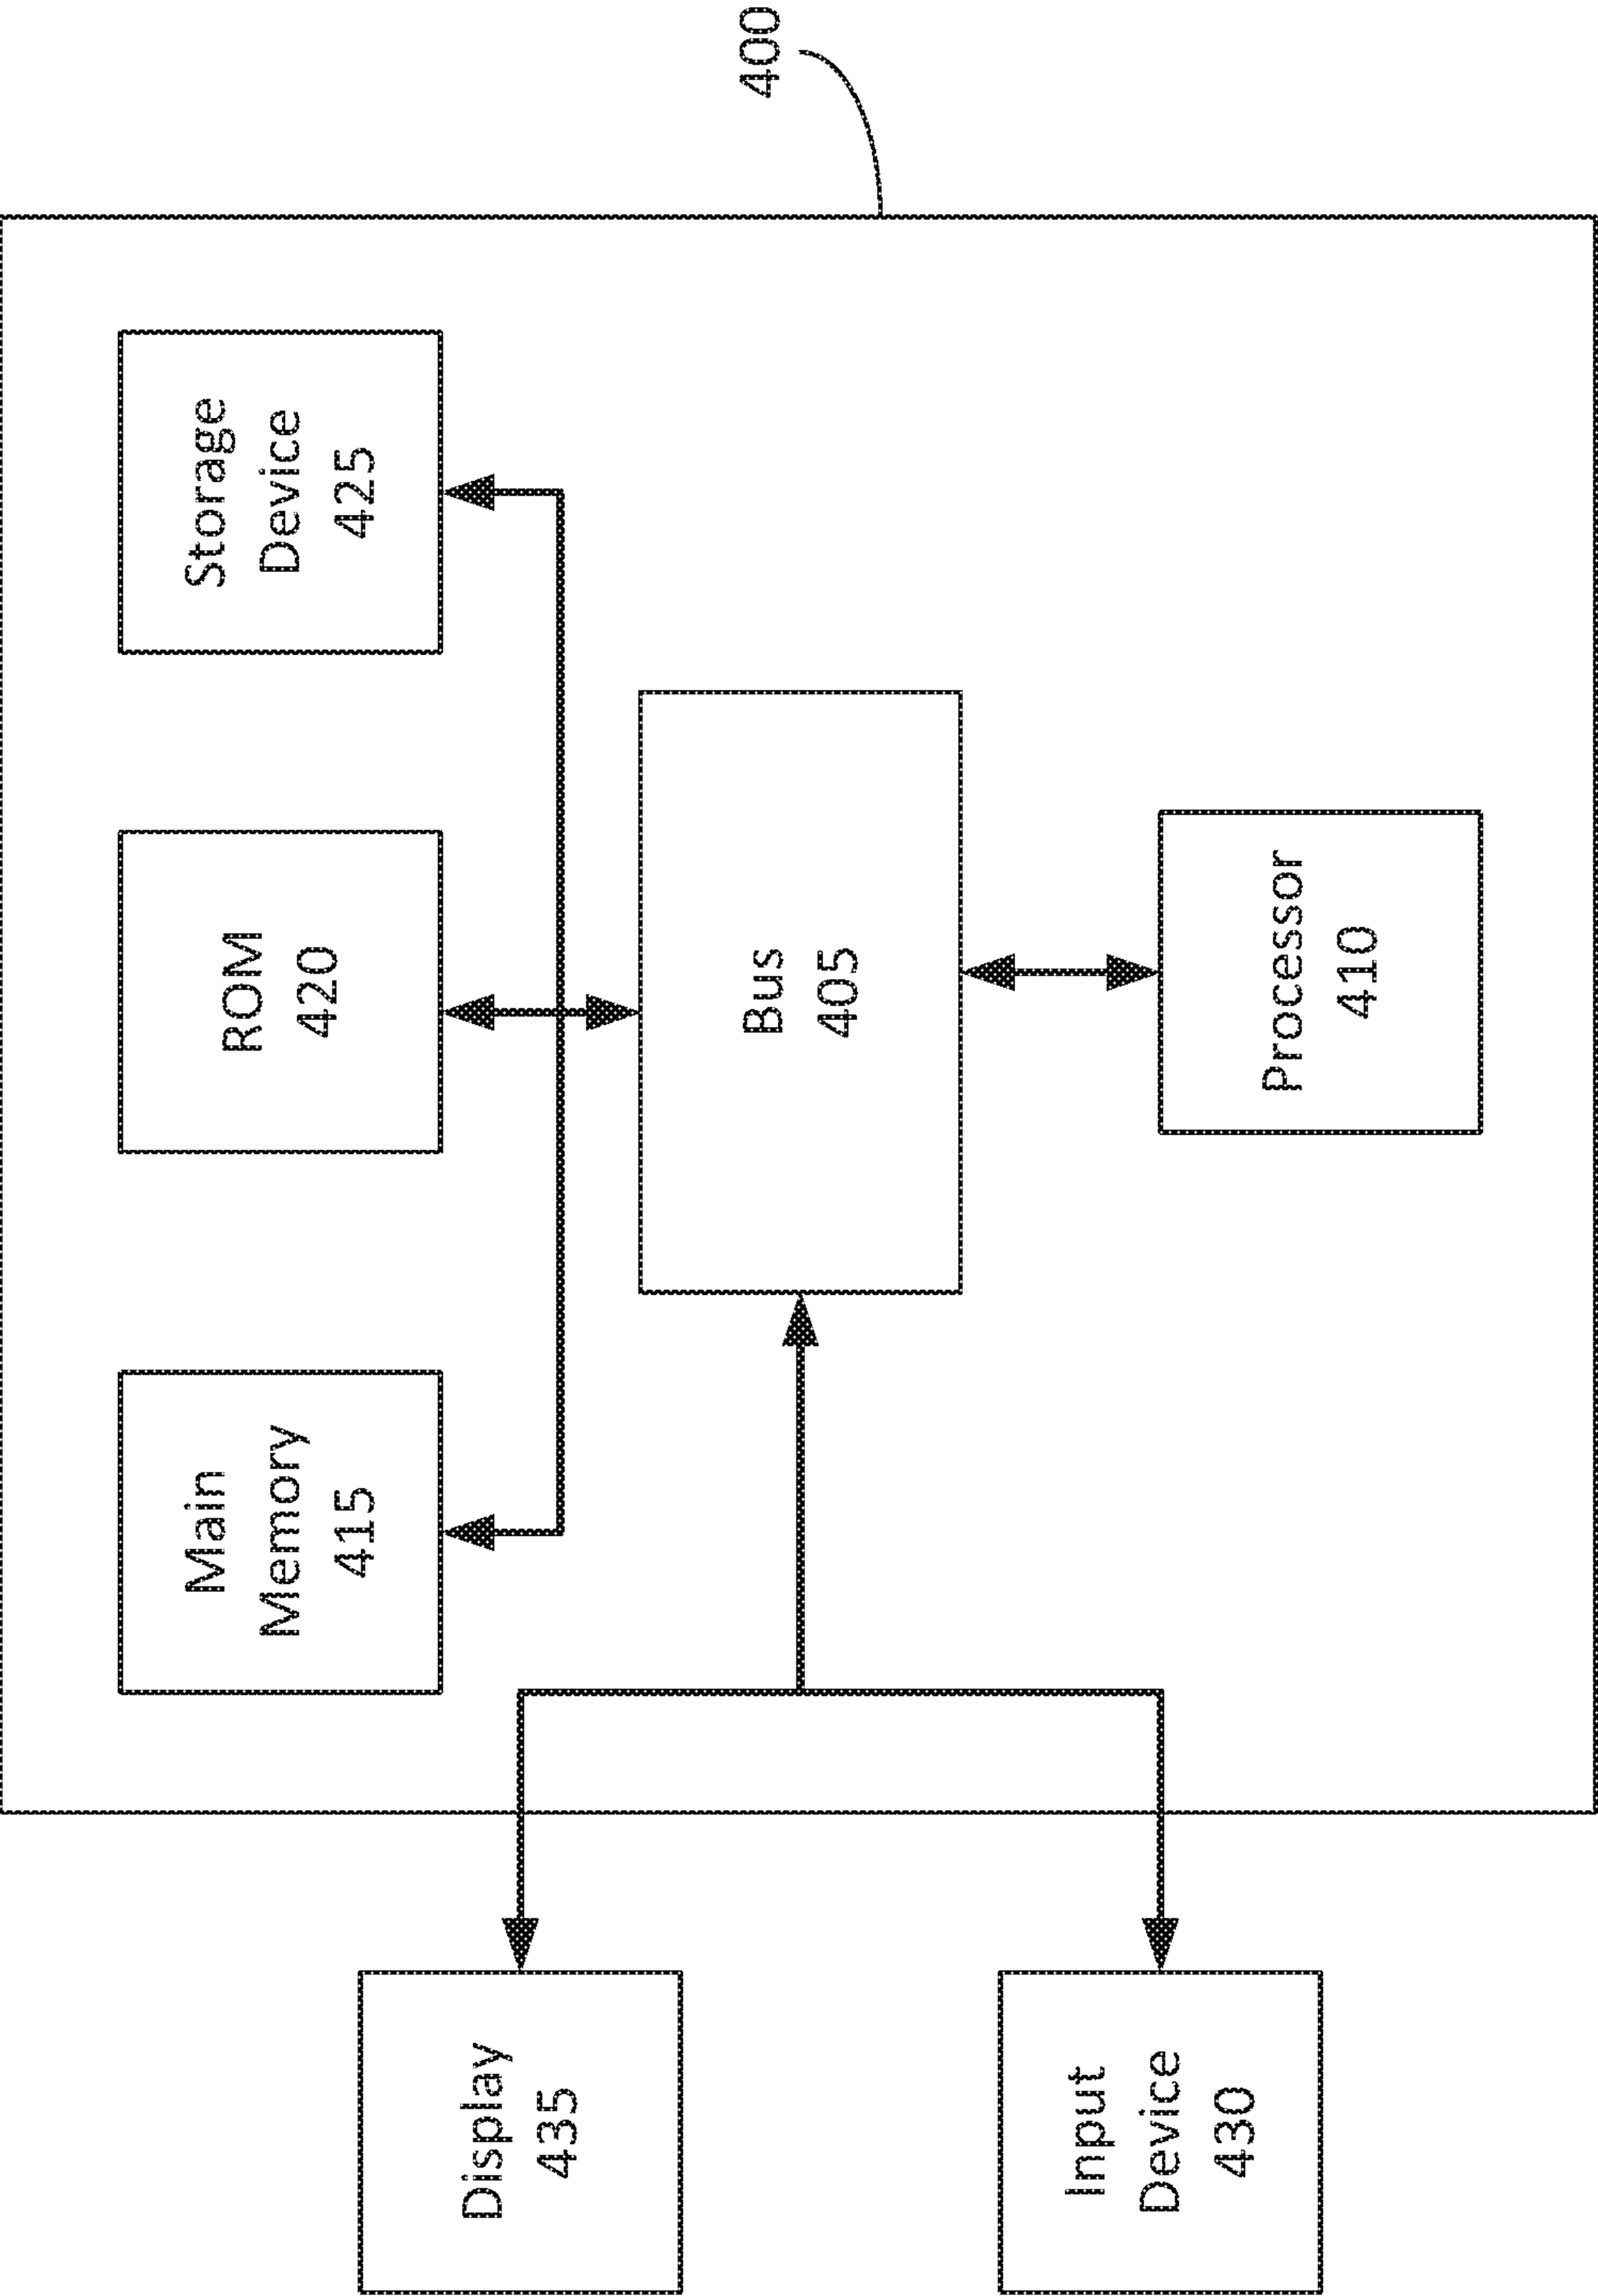 400
Main
Memory
415
ROM
420
Storage
Device
425
Display
435
Bus
405
Input
Device
430
Processor
410